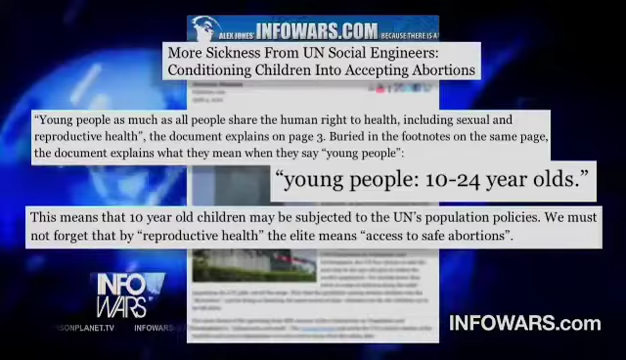 ALEX JONES' INFOWARS.COM BECAUSE THERE IS A
More Sickness From UN Social Engineers:
Conditioning Children Into Accepting Abortions
“Young people as much as all people share the human right to health, including sexual and
reproductive health”, the document explains on page 3. Buried in the footnotes on the same page,
the document explains what they mean when they say “young people”:
“young people: 10-24 year olds.”
This means that 10 year old children may be subjected to the UN’s population policies. We must
not forget that by “reproductive health” the elite means “access to safe abortions”.
INFO
WARS
SONPLANET.TV INFOWARS
INFOWARS.com